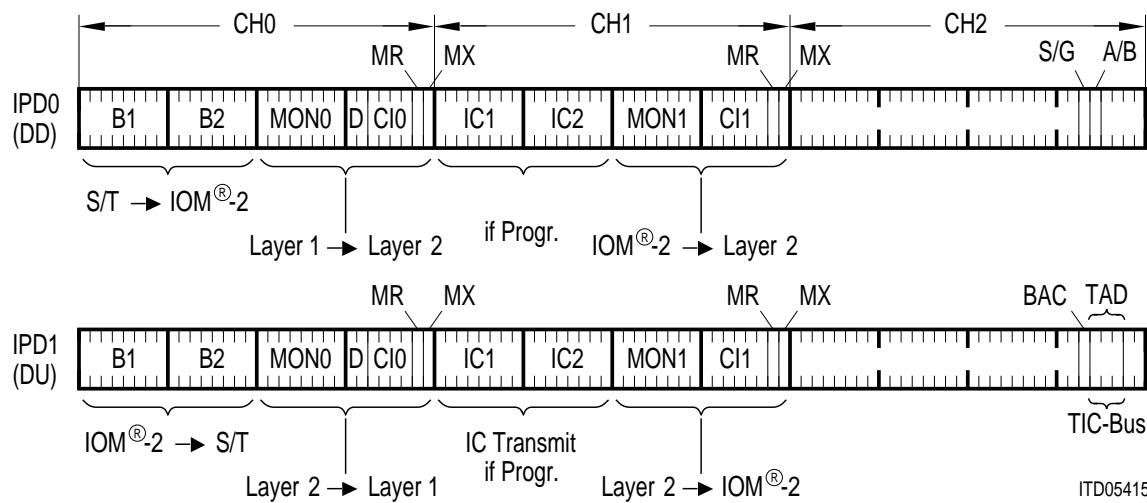 CH0 CH1 CH2
MR MX MR MX S/G A/B
IPD0
(DD)
B1 B2 MON0 D CI0 IC1 IC2 MON1 CI1
S/T → IOM®-2
Layer 1 → Layer 2
if Progr.
IOM®-2 → Layer 2
MR MX MR MX BAC TAD
IPD1
(DU)
B1 B2 MON0 D CI0 IC1 IC2 MON1 CI1
IOM®-2 → S/T
IC Transmit
if Progr.
TIC-Bus
Layer 2 → Layer 1
Layer 2 → IOM®-2
ITD05415